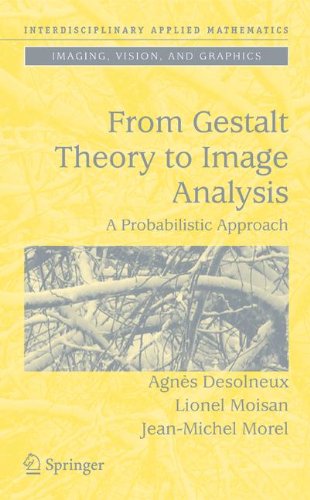 INTERDISCIPLINARY APPLIED MATHEMATICS
IMAGING, VISION, AND GRAPHICS
From Gestalt
Theory to Image
Analysis
A Probabilistic Approach
Agnès Desolneux
Lionel Moisan
Jean-Michel Morel
Springer